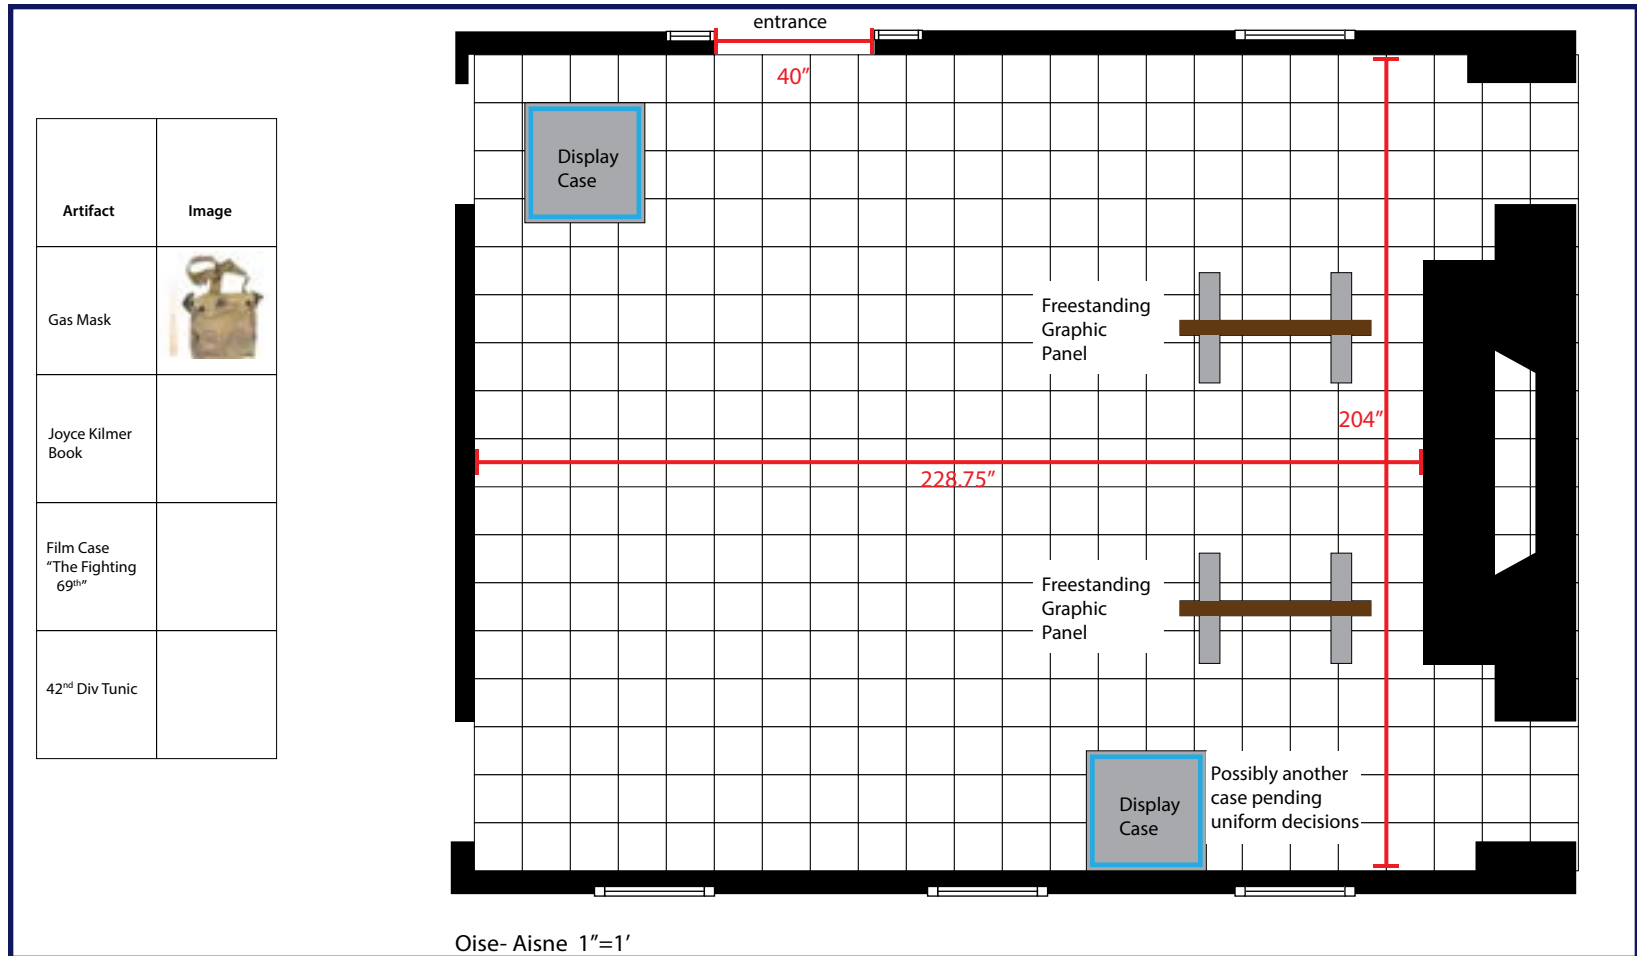 entrance
40”
Artifact Image
Gas Mask
Joyce Kilmer
Book
Film Case
“The Fighting
69th”
42nd Div Tunic
Display
Case
Freestanding
Graphic
Panel
204”
228.75”
Freestanding
Graphic
Panel
Display
Case
Possibly another
case pending
uniform decisions
Oise- Aisne 1”=1’